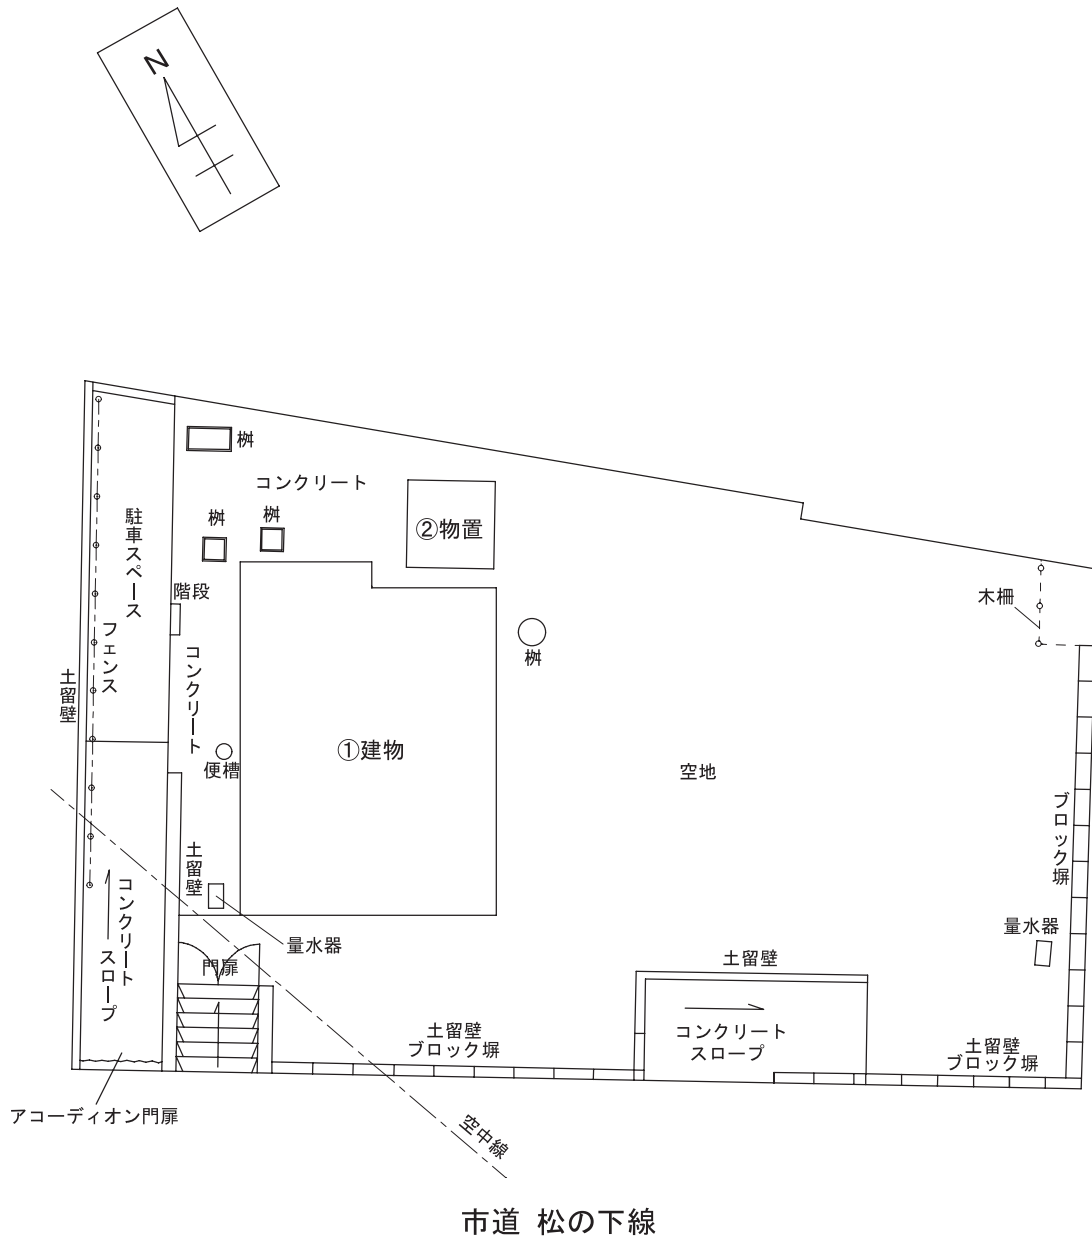 N
桝
コンクリート
桝
桝
②物置
駐車スペース
階段
木柵
フェンス
桝
コンクリート
土留壁
①建物
便槽
空地
ブロック塀
土留壁
コンクリート
スロープ
量水器
量水器
門扉
土留壁
コンクリート
スロープ
土留壁
ブロック塀
土留壁
ブロック塀
アコーディオン門扉
空中線
市道 松の下線